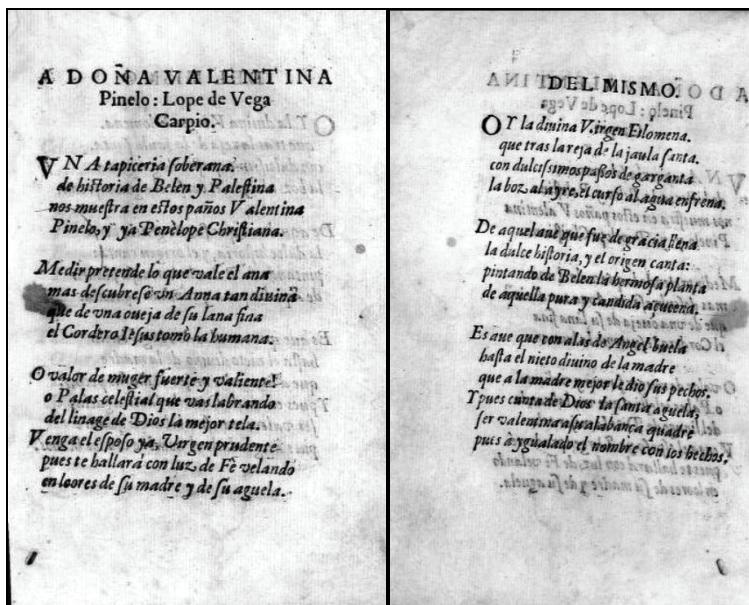 A DOÑA VALENTINA
Pinelo: Lope de Vega
Carpio.
VNA tapiceria soberana.
de historia de Belen y Palestina
nos muestra en estos paños Valentina
Pinelo, y ya Penelope Christiana.
Medir pretende lo que vale el ana
mas descubrese vn Anna tan diuina
que de vna oueja de su lana fina
el Cordero Iesus tomò la humana.
O valor de muger fuerte y valiente!
o Palas celestial que vas labrando
del linage de Dios la mejor tela.
Venga el esposo ya, Virgen prudente
pues te hallarà con luz de Fè velando
en loores de su madre y de su aguela.
DEL MISMO.
OY la diuina Virgen Filomena.
que tras la reja de la jaula santa.
con dulcissimos passos de garganta
la boz al ayre, el curso al agua enfrena.
De aquel aue que fue de gracia llena
la dulce historia, y el origen canta:
pintando de Belen la hermosa planta
de aquella pura y candida açucena.
Es aue que con alas de Angel buela
hasta el nieto diuino de la madre
que a la madre mejor le dio sus pechos.
Y pues cunta de Dios la santa aguela,
ser valentina a su alabança quadre
pues à ygualado el nombre con los hechos.